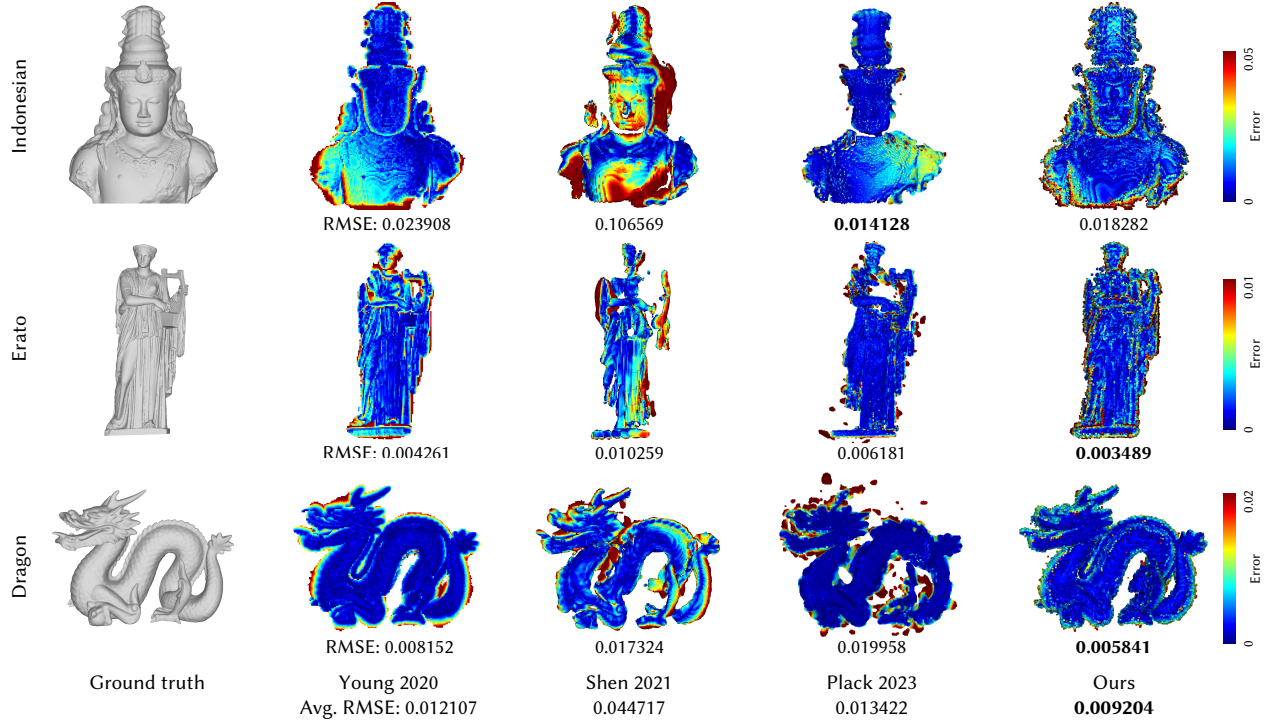 Indonesian
0.05
Error
0
RMSE: 0.023908
0.106569
0.014128
0.018282
Erato
0.01
Error
0
RMSE: 0.004261
0.010259
0.006181
0.003489
Dragon
0.02
Error
0
RMSE: 0.008152
0.017324
0.019958
0.005841
Ground truth
Young 2020
Shen 2021
Plack 2023
Ours
Avg. RMSE: 0.012107
0.044717
0.013422
0.009204